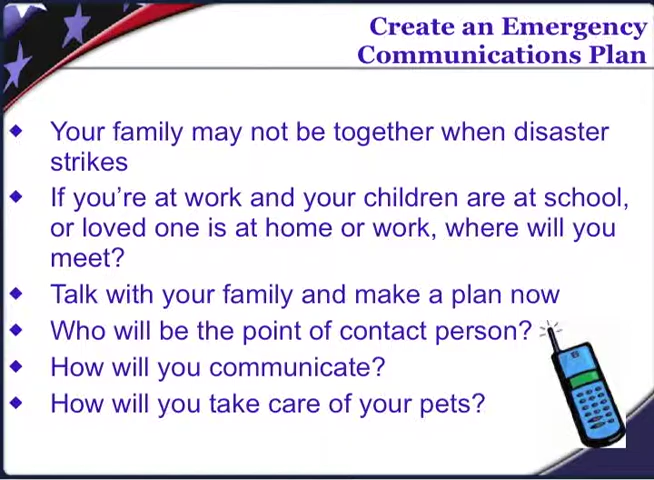 Create an Emergency
Communications Plan
Your family may not be together when disaster
strikes
If you're at work and your children are at school,
or loved one is at home or work, where will you
meet?
Talk with your family and make a plan now
Who will be the point of contact person?
How will you communicate?
How will you take care of your pets?